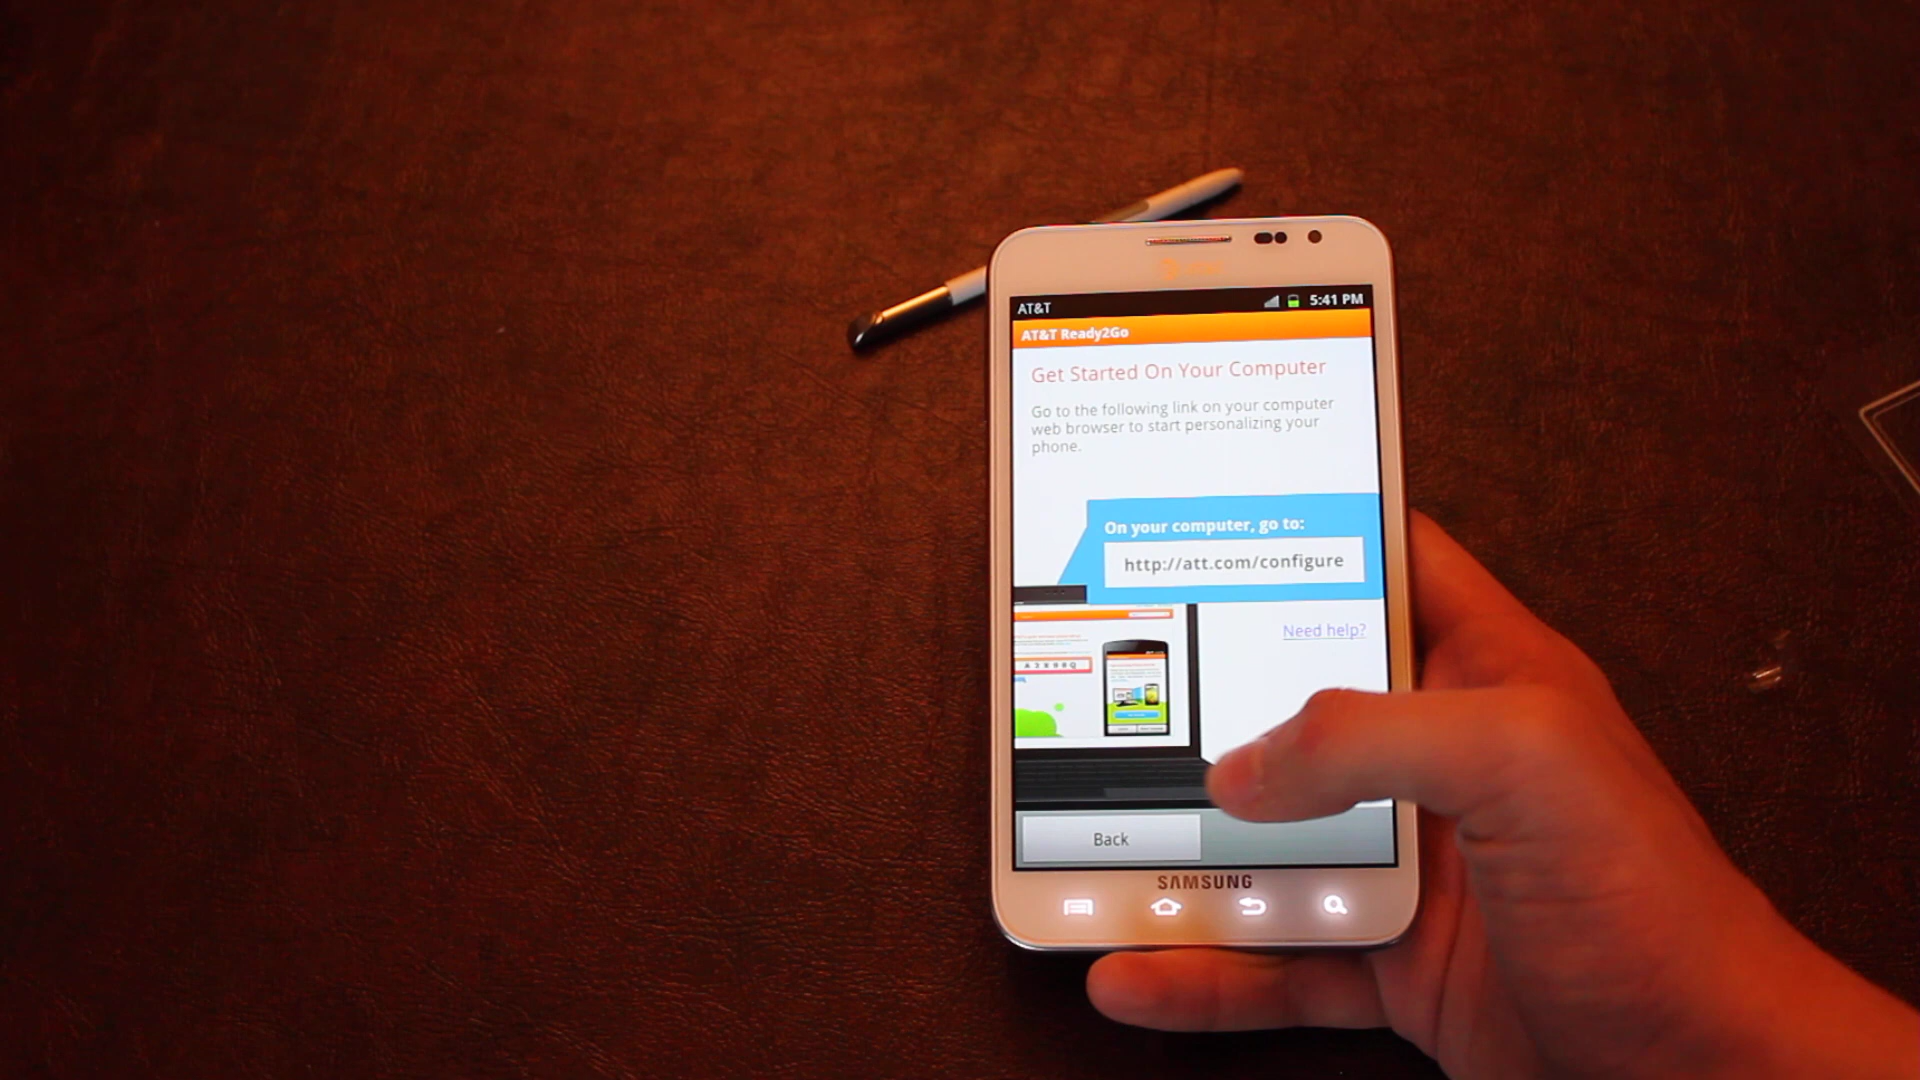 AT&T
5:41 PM
AT&T Ready2Go
Get Started On Your Computer
Go to the following link on your computer
web browser to start personalizing your
phone.
On your computer, go to:
http://att.com/configure
Need help?
Back
SAMSUNG